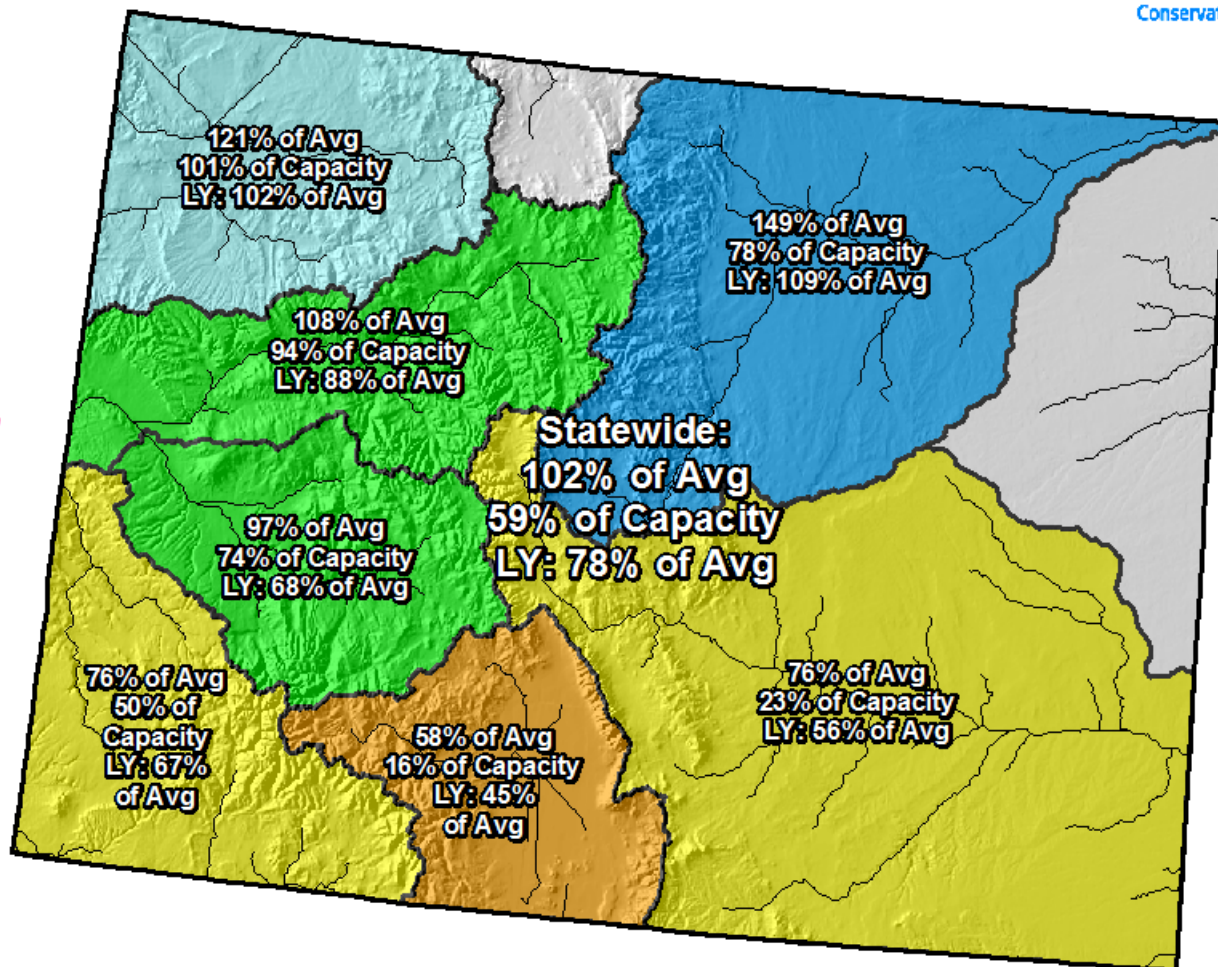 Conservat
121% of Avg
101% of Capacity
LY: 102% of Avg
149% of Avg
78% of Capacity
LY: 109% of Avg
108% of Avg
94% of Capacity
LY: 88% of Avg
Statewide:
102% of Avg
59% of Capacity
LY: 78% of Avg
97% of Avg
74% of Capacity
LY: 68% of Avg
76% of Avg
50% of
Capacity
LY: 67%
of Avg
58% of Avg
16% of Capacity
LY: 45%
of Avg
76% of Avg
23% of Capacity
LY: 56% of Avg